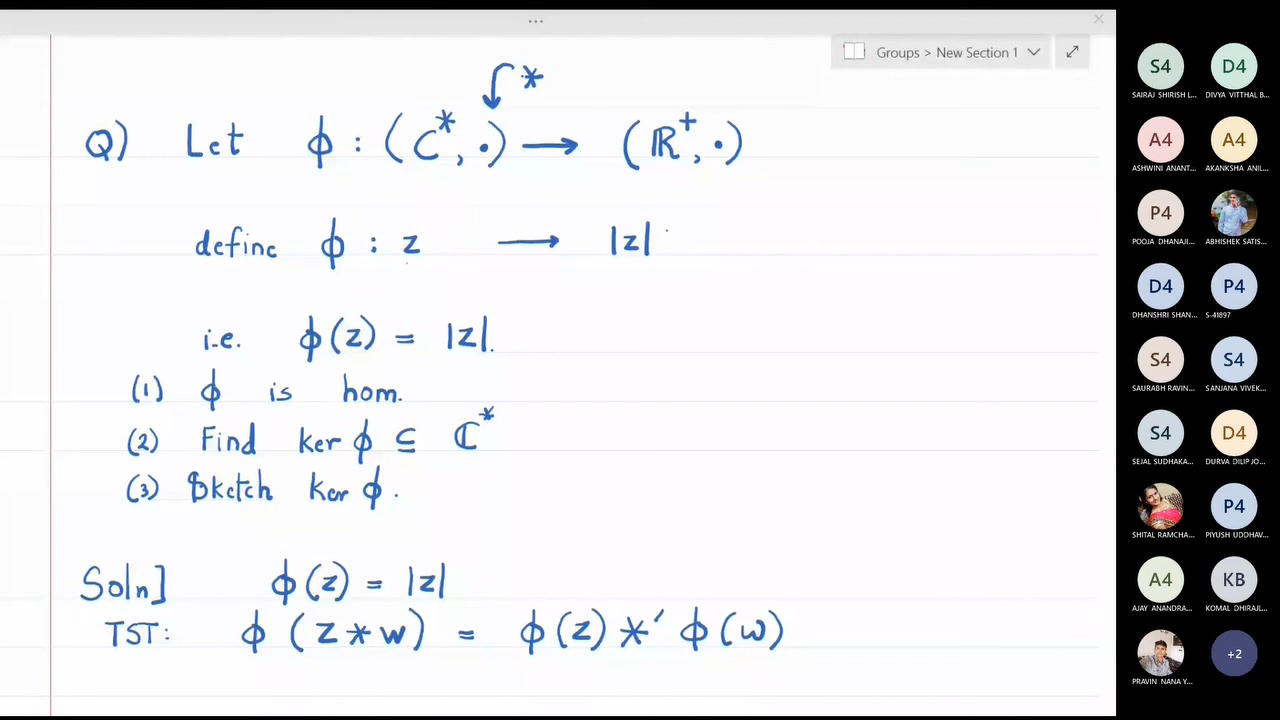 ...
Groups > New Section 1
*
Q) Let ϕ : (C*, ·) → (ℝ⁺, ·)
define ϕ : z → |z|
i.e. ϕ(z) = |z|.
(1) ϕ is hom.
(2) Find ker ϕ ⊆ ℂ*
(3) Sketch Ker ϕ.
Soln] ϕ(z) = |z|
TST: ϕ (z * w) = ϕ(z) *′ ϕ(w)
S4 D4
SAIRAJ SHIRISH L... DIVYA VITTHAL B...
A4 A4
ASHWINI ANANT... AKANKSHA ANIL...
P4
POOJA DHANAJI... ABHISHEK SATIS...
D4 P4
DHANSHRI SHAN... S-41897
S4 S4
SAURABH RAVIN... SANJANA VIVEK...
S4 D4
SEJAL SUDHAKA... DURVA DILIP JO...
P4
SHITAL RAMCHA... PIYUSH UDDHAV...
A4 KB
AJAY ANANDRA... KOMAL DHIRAJL...
+2
PRAVIN NANA Y...